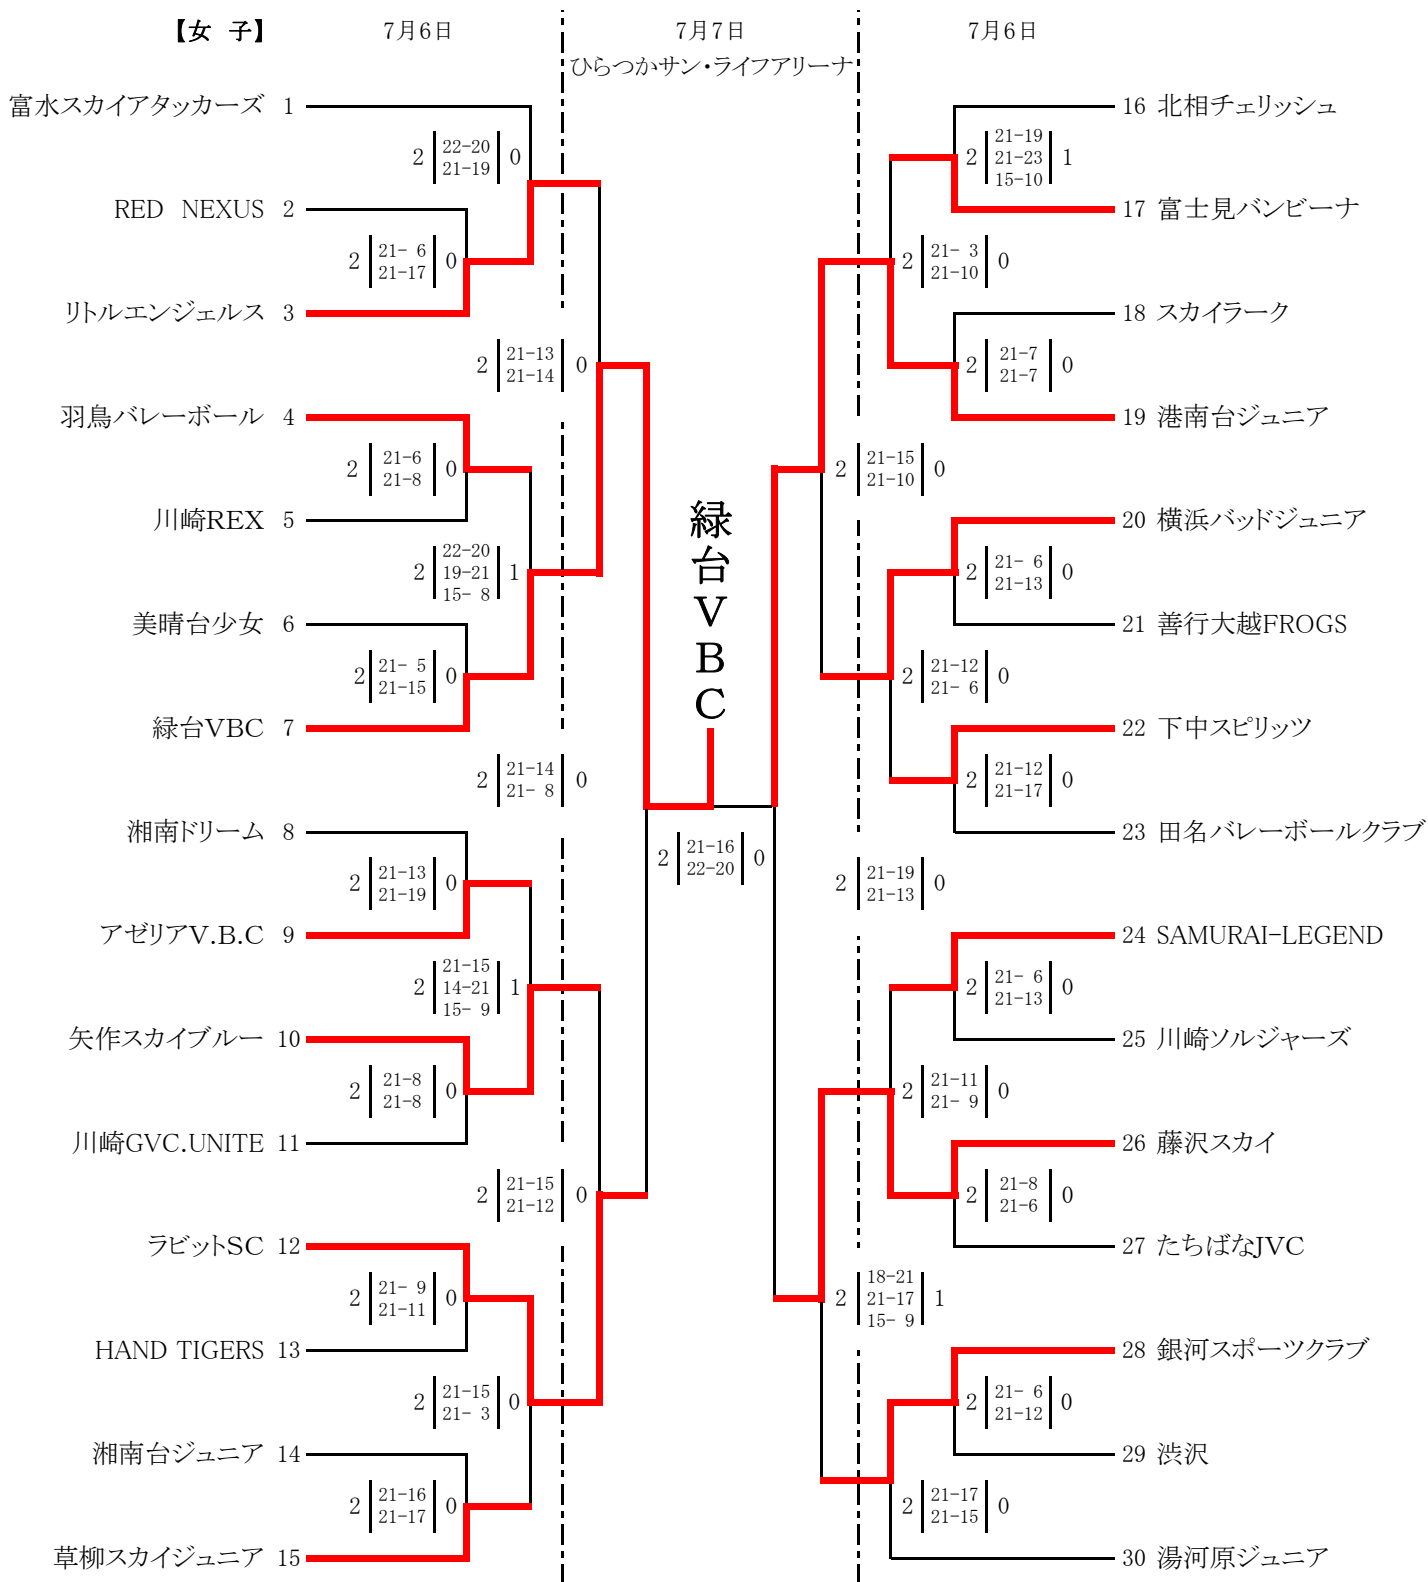 【女 子】 7月6日 7月7日 7月6日
ひらつかサン・ライフアリーナ
富水スカイアタッカーズ 1
2 22-20 21-19 0
RED NEXUS 2
2 21- 6 21-17 0
リトルエンジェルス 3
2 21-13 21-14 0
羽鳥バレーボール 4
2 21-6 21-8 0
川崎REX 5
2 22-20 19-21 15- 8 1
美晴台少女 6
2 21- 5 21-15 0
緑台VBC 7
2 21-14 21- 8 0
湘南ドリーム 8
2 21-13 21-19 0
アゼリアV.B.C 9
2 21-15 14-21 15- 9 1
矢作スカイブルー 10
2 21-8 21-8 0
川崎GVC.UNITE 11
2 21-15 21-12 0
ラビットSC 12
2 21- 9 21-11 0
HAND TIGERS 13
2 21-15 21- 3 0
湘南台ジュニア 14
2 21-16 21-17 0
草柳スカイジュニア 15
緑台VBC
2 21-16 22-20 0
16 北相チェリッシュ
2 21-19 21-23 15-10 1
17 富士見バンビーナ
2 21- 3 21-10 0
18 スカイラーク
2 21-7 21-7 0
19 港南台ジュニア
2 21-15 21-10 0
20 横浜バッドジュニア
2 21- 6 21-13 0
21 善行大越FROGS
2 21-12 21- 6 0
22 下中スピリッツ
2 21-12 21-17 0
23 田名バレーボールクラブ
2 21-19 21-13 0
24 SAMURAI-LEGEND
2 21- 6 21-13 0
25 川崎ソルジャーズ
2 21-11 21- 9 0
26 藤沢スカイ
2 21-8 21-6 0
27 たちばなJVC
2 18-21 21-17 15- 9 1
28 銀河スポーツクラブ
2 21- 6 21-12 0
29 渋沢
2 21-17 21-15 0
30 湯河原ジュニア